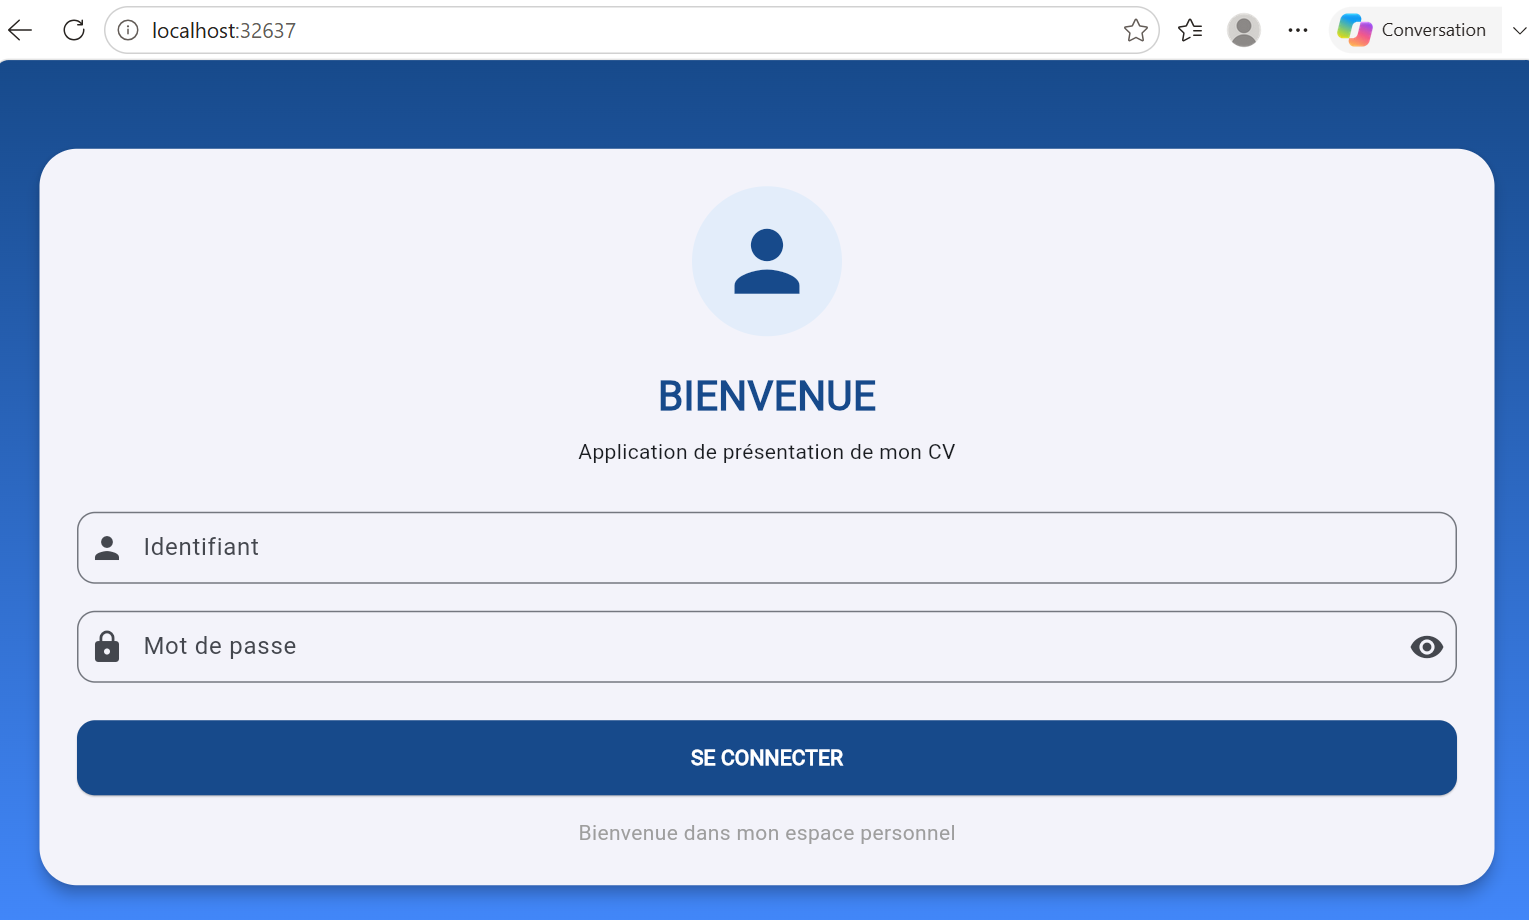 localhost:32637
Conversation
BIENVENUE
Application de présentation de mon CV
Identifiant
Mot de passe
SE CONNECTER
Bienvenue dans mon espace personnel